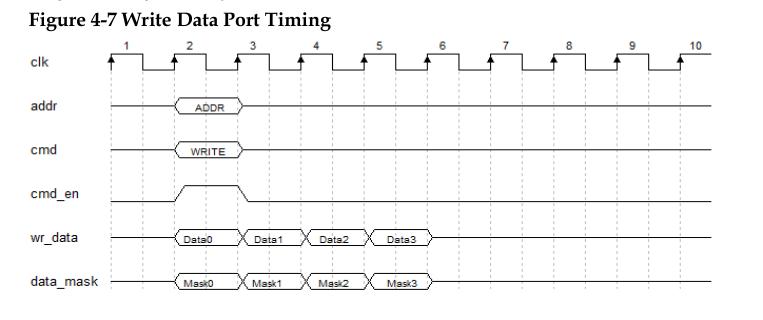 Figure 4-7 Write Data Port Timing
1 2 3 4 5 6 7 8 9 10
clk
addr ADDR
cmd WRITE
cmd_en
wr_data Data0 Data1 Data2 Data3
data_mask Mask0 Mask1 Mask2 Mask3